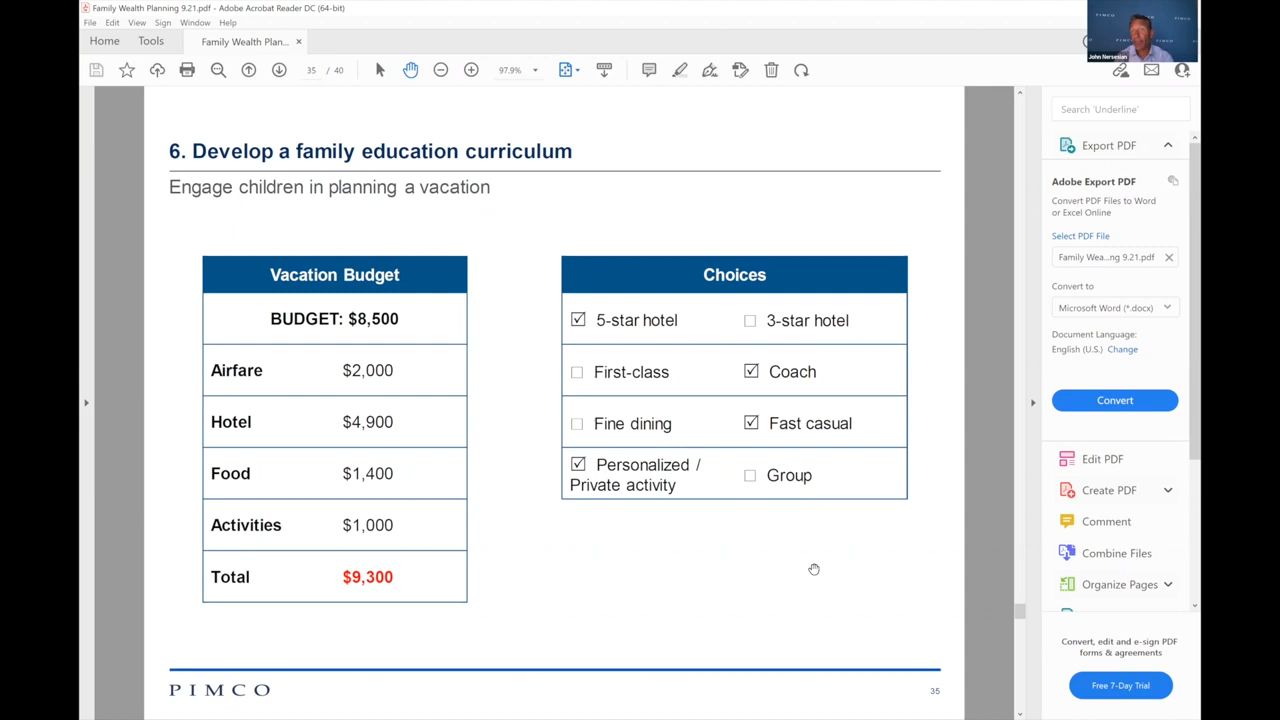 Family Wealth Planning 9.21.pdf - Adobe Acrobat Reader DC (64-bit)
File Edit View Sign Window Help
Home Tools Family Wealth Plan... ×
35 / 40 97.9%
PIMCO
John Nersesian
6. Develop a family education curriculum
Engage children in planning a vacation
Vacation Budget
BUDGET: $8,500
Airfare $2,000
Hotel $4,900
Food $1,400
Activities $1,000
Total $9,300
Choices
5-star hotel 3-star hotel
First-class Coach
Fine dining Fast casual
Personalized / Private activity Group
PIMCO
35
Search 'Underline'
Export PDF
Adobe Export PDF
Convert PDF Files to Word
or Excel Online
Select PDF File
Family Wea...ng 9.21.pdf ×
Convert to
Microsoft Word (*.docx)
Document Language:
English (U.S.) Change
Convert
Edit PDF
Create PDF
Comment
Combine Files
Organize Pages
Convert, edit and e-sign PDF
forms & agreements
Free 7-Day Trial